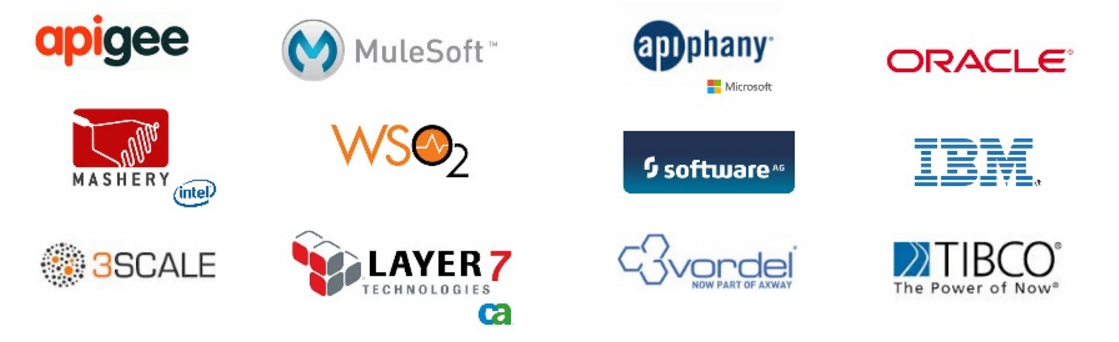 apigee
MuleSoft™
apiphany®
Microsoft
ORACLE®
MASHERY
intel
WSO2
software AG
IBM®
3SCALE
LAYER 7
TECHNOLOGIES
ca
vordel®
NOW PART OF AXWAY
TIBCO®
The Power of Now®